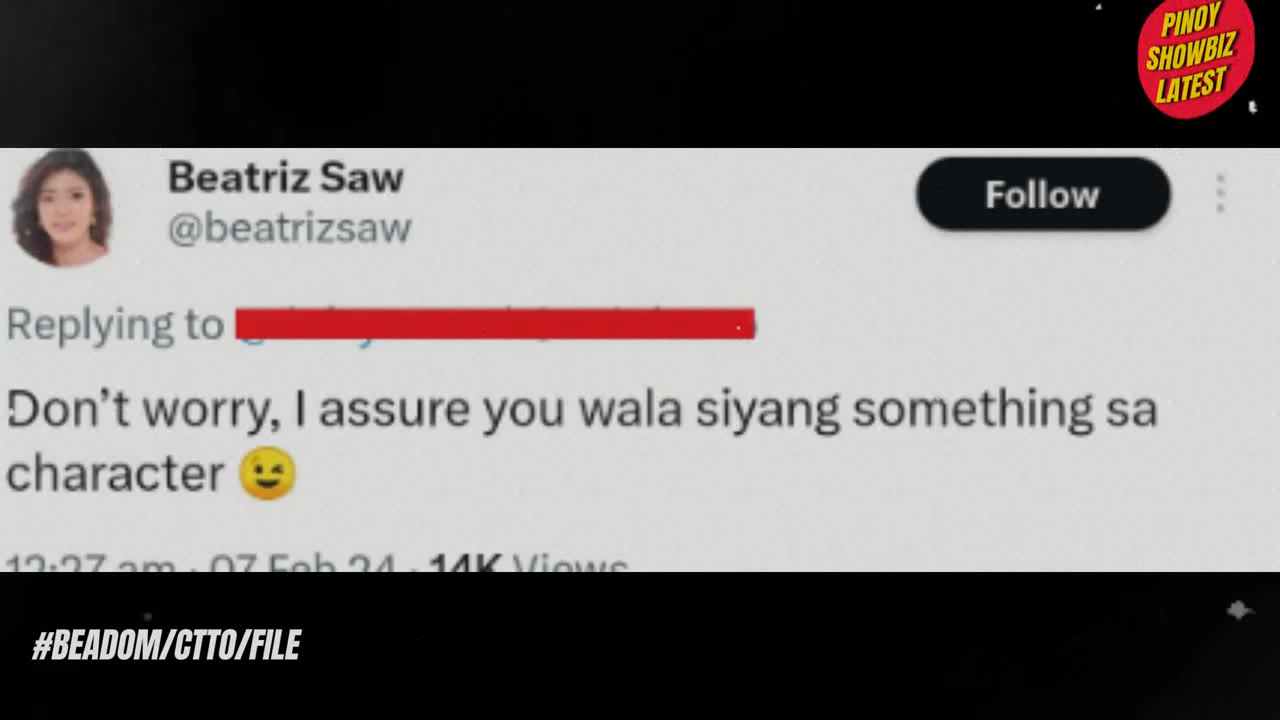 PINOY
SHOWBIZ
LATEST
Beatriz Saw
@beatrizsaw
Follow
Replying to
Don't worry, I assure you wala siyang something sa
character 😉
12:27 am · 07 Feb 24 · 14K Views
#BEADOM/CTTO/FILE